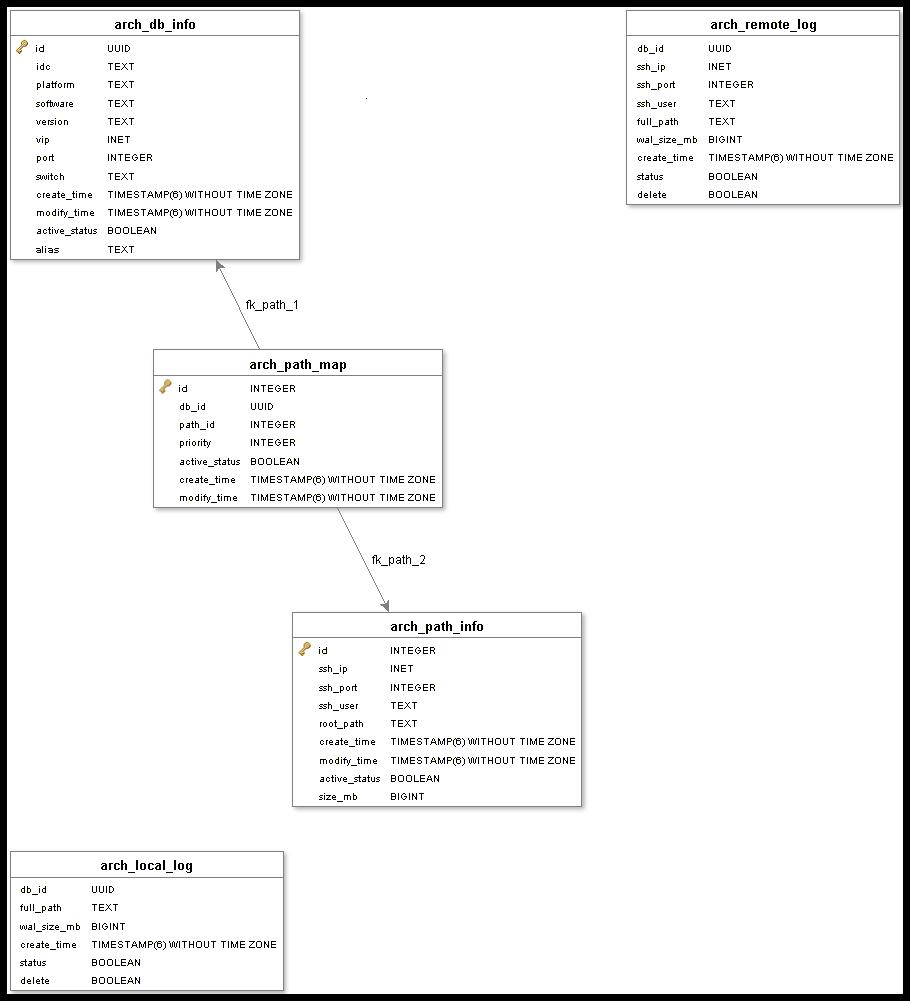 arch_db_info
id UUID
idc TEXT
platform TEXT
software TEXT
version TEXT
vip INET
port INTEGER
switch TEXT
create_time TIMESTAMP(6) WITHOUT TIME ZONE
modify_time TIMESTAMP(6) WITHOUT TIME ZONE
active_status BOOLEAN
alias TEXT
arch_remote_log
db_id UUID
ssh_ip INET
ssh_port INTEGER
ssh_user TEXT
full_path TEXT
wal_size_mb BIGINT
create_time TIMESTAMP(6) WITHOUT TIME ZONE
status BOOLEAN
delete BOOLEAN
fk_path_1
arch_path_map
id INTEGER
db_id UUID
path_id INTEGER
priority INTEGER
active_status BOOLEAN
create_time TIMESTAMP(6) WITHOUT TIME ZONE
modify_time TIMESTAMP(6) WITHOUT TIME ZONE
fk_path_2
arch_path_info
id INTEGER
ssh_ip INET
ssh_port INTEGER
ssh_user TEXT
root_path TEXT
create_time TIMESTAMP(6) WITHOUT TIME ZONE
modify_time TIMESTAMP(6) WITHOUT TIME ZONE
active_status BOOLEAN
size_mb BIGINT
arch_local_log
db_id UUID
full_path TEXT
wal_size_mb BIGINT
create_time TIMESTAMP(6) WITHOUT TIME ZONE
status BOOLEAN
delete BOOLEAN